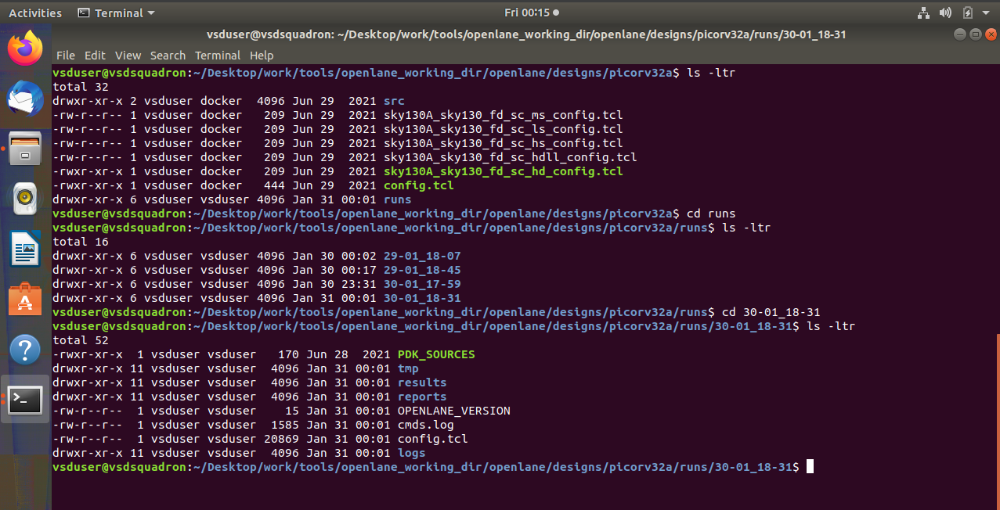 Activities Terminal Fri 00:15
vsduser@vsdsquadron: ~/Desktop/work/tools/openlane_working_dir/openlane/designs/picorv32a/runs/30-01_18-31
File Edit View Search Terminal Help
vsduser@vsdsquadron:~/Desktop/work/tools/openlane_working_dir/openlane/designs/picorv32a$ ls -ltr
total 32
drwxr-xr-x 2 vsduser docker  4096 Jun 29  2021 src
-rw-r--r-- 1 vsduser docker   209 Jun 29  2021 sky130A_sky130_fd_sc_ms_config.tcl
-rw-r--r-- 1 vsduser docker   209 Jun 29  2021 sky130A_sky130_fd_sc_ls_config.tcl
-rw-r--r-- 1 vsduser docker   209 Jun 29  2021 sky130A_sky130_fd_sc_hs_config.tcl
-rw-r--r-- 1 vsduser docker   209 Jun 29  2021 sky130A_sky130_fd_sc_hdll_config.tcl
-rwxr-xr-x 1 vsduser docker   209 Jun 29  2021 sky130A_sky130_fd_sc_hd_config.tcl
-rwxr-xr-x 1 vsduser docker   444 Jun 29  2021 config.tcl
drwxr-xr-x 6 vsduser vsduser 4096 Jan 31 00:01 runs
vsduser@vsdsquadron:~/Desktop/work/tools/openlane_working_dir/openlane/designs/picorv32a$ cd runs
vsduser@vsdsquadron:~/Desktop/work/tools/openlane_working_dir/openlane/designs/picorv32a/runs$ ls -ltr
total 16
drwxr-xr-x 6 vsduser vsduser 4096 Jan 30 00:02 29-01_18-07
drwxr-xr-x 6 vsduser vsduser 4096 Jan 30 00:17 29-01_18-45
drwxr-xr-x 6 vsduser vsduser 4096 Jan 30 23:31 30-01_17-59
drwxr-xr-x 6 vsduser vsduser 4096 Jan 31 00:01 30-01_18-31
vsduser@vsdsquadron:~/Desktop/work/tools/openlane_working_dir/openlane/designs/picorv32a/runs$ cd 30-01_18-31
vsduser@vsdsquadron:~/Desktop/work/tools/openlane_working_dir/openlane/designs/picorv32a/runs/30-01_18-31$ ls -ltr
total 52
-rwxr-xr-x  1 vsduser vsduser   170 Jun 28  2021 PDK_SOURCES
drwxr-xr-x 11 vsduser vsduser  4096 Jan 31 00:01 tmp
drwxr-xr-x 11 vsduser vsduser  4096 Jan 31 00:01 results
drwxr-xr-x 11 vsduser vsduser  4096 Jan 31 00:01 reports
-rw-r--r--  1 vsduser vsduser    15 Jan 31 00:01 OPENLANE_VERSION
-rw-r--r--  1 vsduser vsduser  1585 Jan 31 00:01 cmds.log
-rw-r--r--  1 vsduser vsduser 20869 Jan 31 00:01 config.tcl
drwxr-xr-x 11 vsduser vsduser  4096 Jan 31 00:01 logs
vsduser@vsdsquadron:~/Desktop/work/tools/openlane_working_dir/openlane/designs/picorv32a/runs/30-01_18-31$